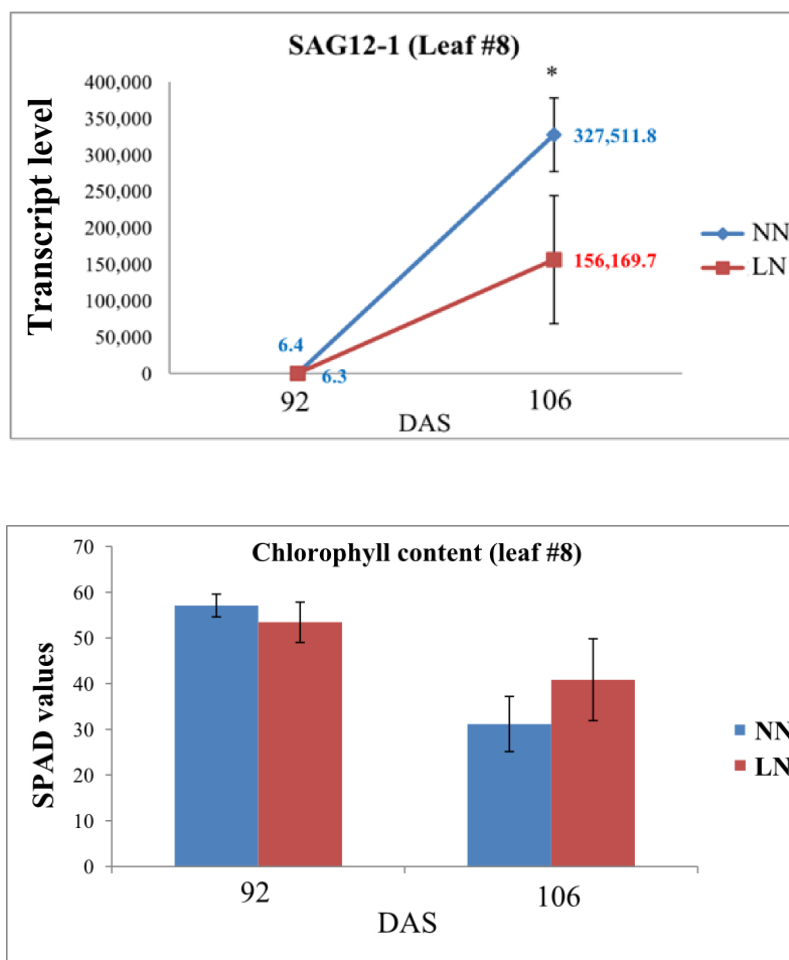 SAG12-1 (Leaf #8)
*
400,000
350,000
300,000
250,000
200,000
150,000
100,000
50,000
0
Transcript level
327,511.8
156,169.7
6.4
6.3
92
106
DAS
NN
LN
Chlorophyll content (leaf #8)
70
60
50
40
30
20
10
0
SPAD values
92
106
DAS
NN
LN